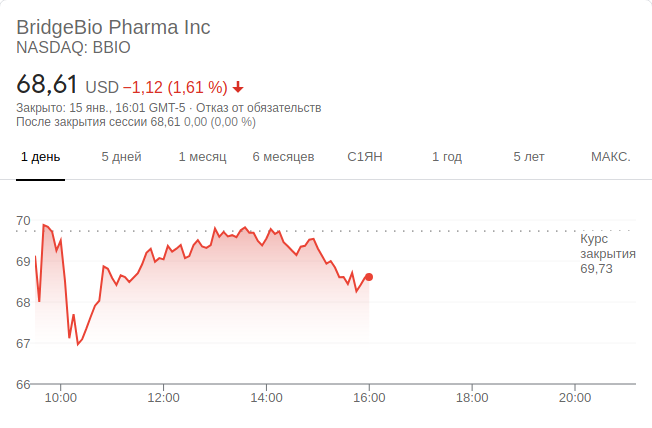 BridgeBio Pharma Inc
NASDAQ: BBIO
68,61 USD −1,12 (1,61 %)
Закрыто: 15 янв., 16:01 GMT-5 · Отказ от обязательств
После закрытия сессии 68,61 0,00 (0,00 %)
1 день 5 дней 1 месяц 6 месяцев С1ЯН 1 год 5 лет МАКС.
70
Курс
закрытия
69,73
69
68
67
66
10:00 12:00 14:00 16:00 18:00 20:00